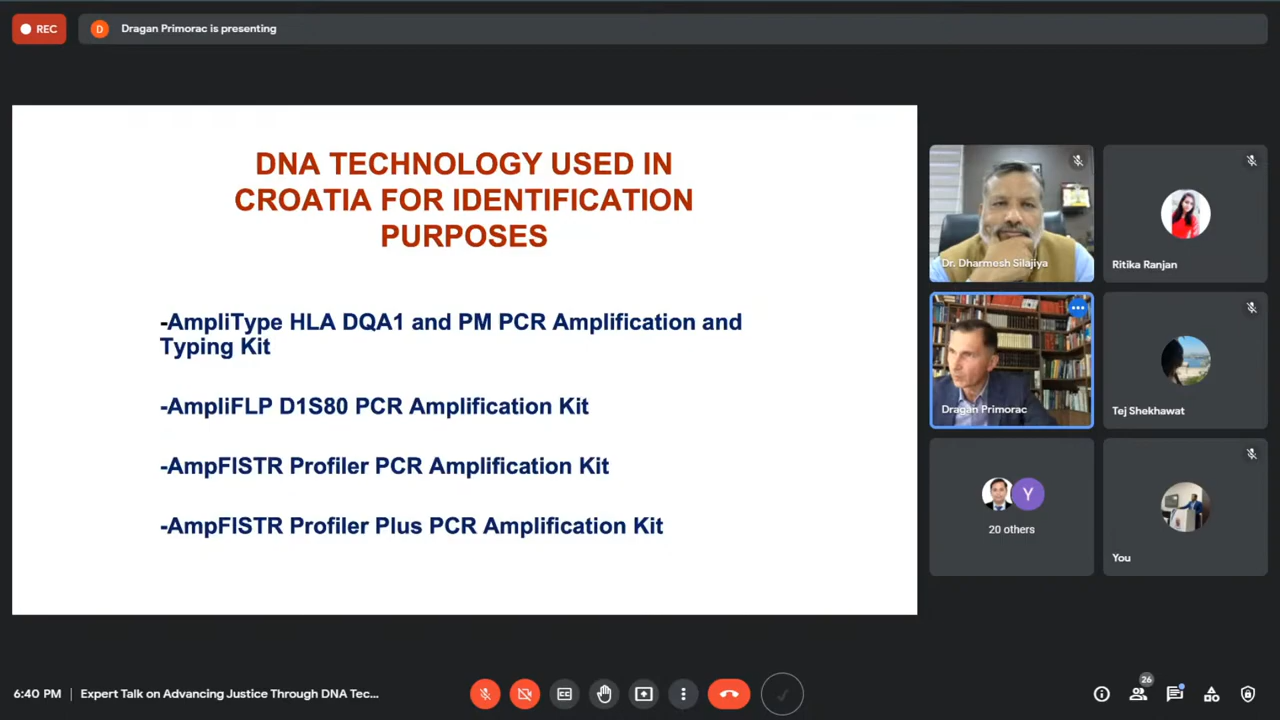 REC
D
Dragan Primorac is presenting
DNA TECHNOLOGY USED IN
CROATIA FOR IDENTIFICATION
PURPOSES
-AmpliType HLA DQA1 and PM PCR Amplification and
Typing Kit
-AmpliFLP D1S80 PCR Amplification Kit
-AmpFlSTR Profiler PCR Amplification Kit
-AmpFlSTR Profiler Plus PCR Amplification Kit
Dr. Dharmesh Silajiya
Ritika Ranjan
Dragan Primorac
Tej Shekhawat
Y
20 others
You
6:40 PM
Expert Talk on Advancing Justice Through DNA Tec...
CC
26